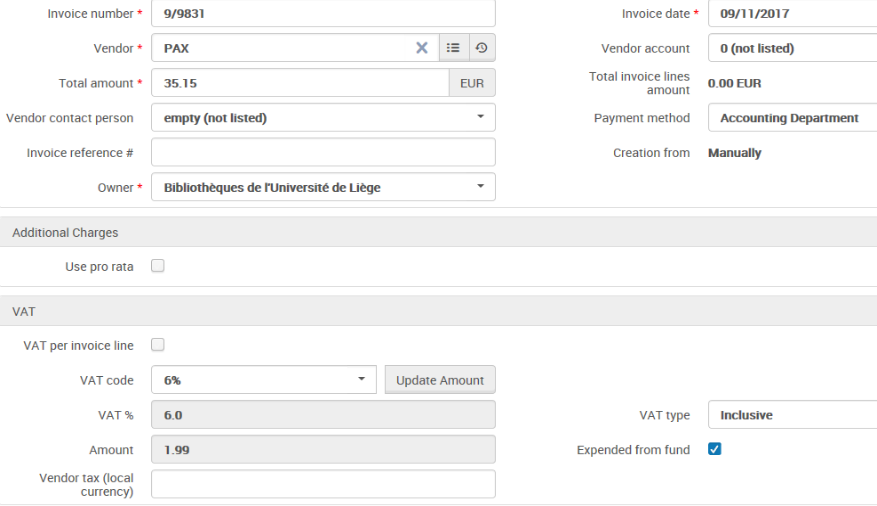 Invoice number * 9/9831 Invoice date * 09/11/2017
Vendor * PAX Vendor account 0 (not listed)
Total amount * 35.15 EUR Total invoice lines amount 0.00 EUR
Vendor contact person empty (not listed) Payment method Accounting Department
Invoice reference # Creation from Manually
Owner * Bibliothèques de l'Université de Liège
Additional Charges
Use pro rata
VAT
VAT per invoice line
VAT code 6% Update Amount
VAT % 6.0 VAT type Inclusive
Amount 1.99 Expended from fund
Vendor tax (local
currency)